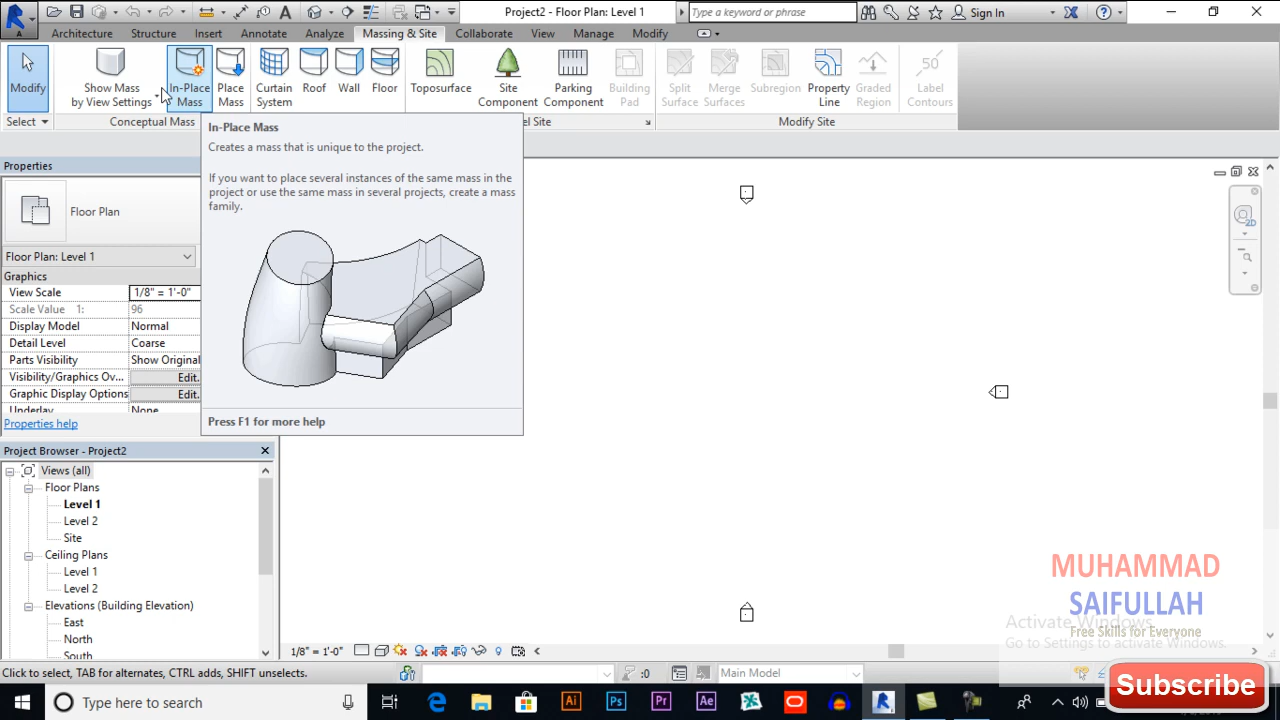 Project2 - Floor Plan: Level 1
Type a keyword or phrase
Sign In
Architecture
Structure
Insert
Annotate
Analyze
Massing & Site
Collaborate
View
Manage
Modify
Modify
Show Mass
by View Settings
In-Place
Mass
Place
Mass
Curtain
System
Roof
Wall
Floor
Toposurface
Site
Component
Parking
Component
Building
Pad
Split
Surface
Merge
Surfaces
Subregion
Property
Line
Graded
Region
50
Label
Contours
Select
Conceptual Mass
el Site
Modify Site
In-Place Mass
Creates a mass that is unique to the project.
If you want to place several instances of the same mass in the
project or use the same mass in several projects, create a mass
family.
Press F1 for more help
Properties
Floor Plan
Floor Plan: Level 1
Graphics
View Scale 1/8" = 1'-0"
Scale Value 1: 96
Display Model Normal
Detail Level Coarse
Parts Visibility Show Original
Visibility/Graphics Ov... Edit.
Graphic Display Options Edit.
Underlay None
Properties help
Project Browser - Project2
Views (all)
Floor Plans
Level 1
Level 2
Site
Ceiling Plans
Level 1
Level 2
Elevations (Building Elevation)
East
North
South
2D
MUHAMMAD
SAIFULLAH
Free Skills for Everyone
Activate Windows
Go to Settings to activate Windows.
1/8" = 1'-0"
Click to select, TAB for alternates, CTRL adds, SHIFT unselects.
:0
Main Model
Subscribe
Type here to search